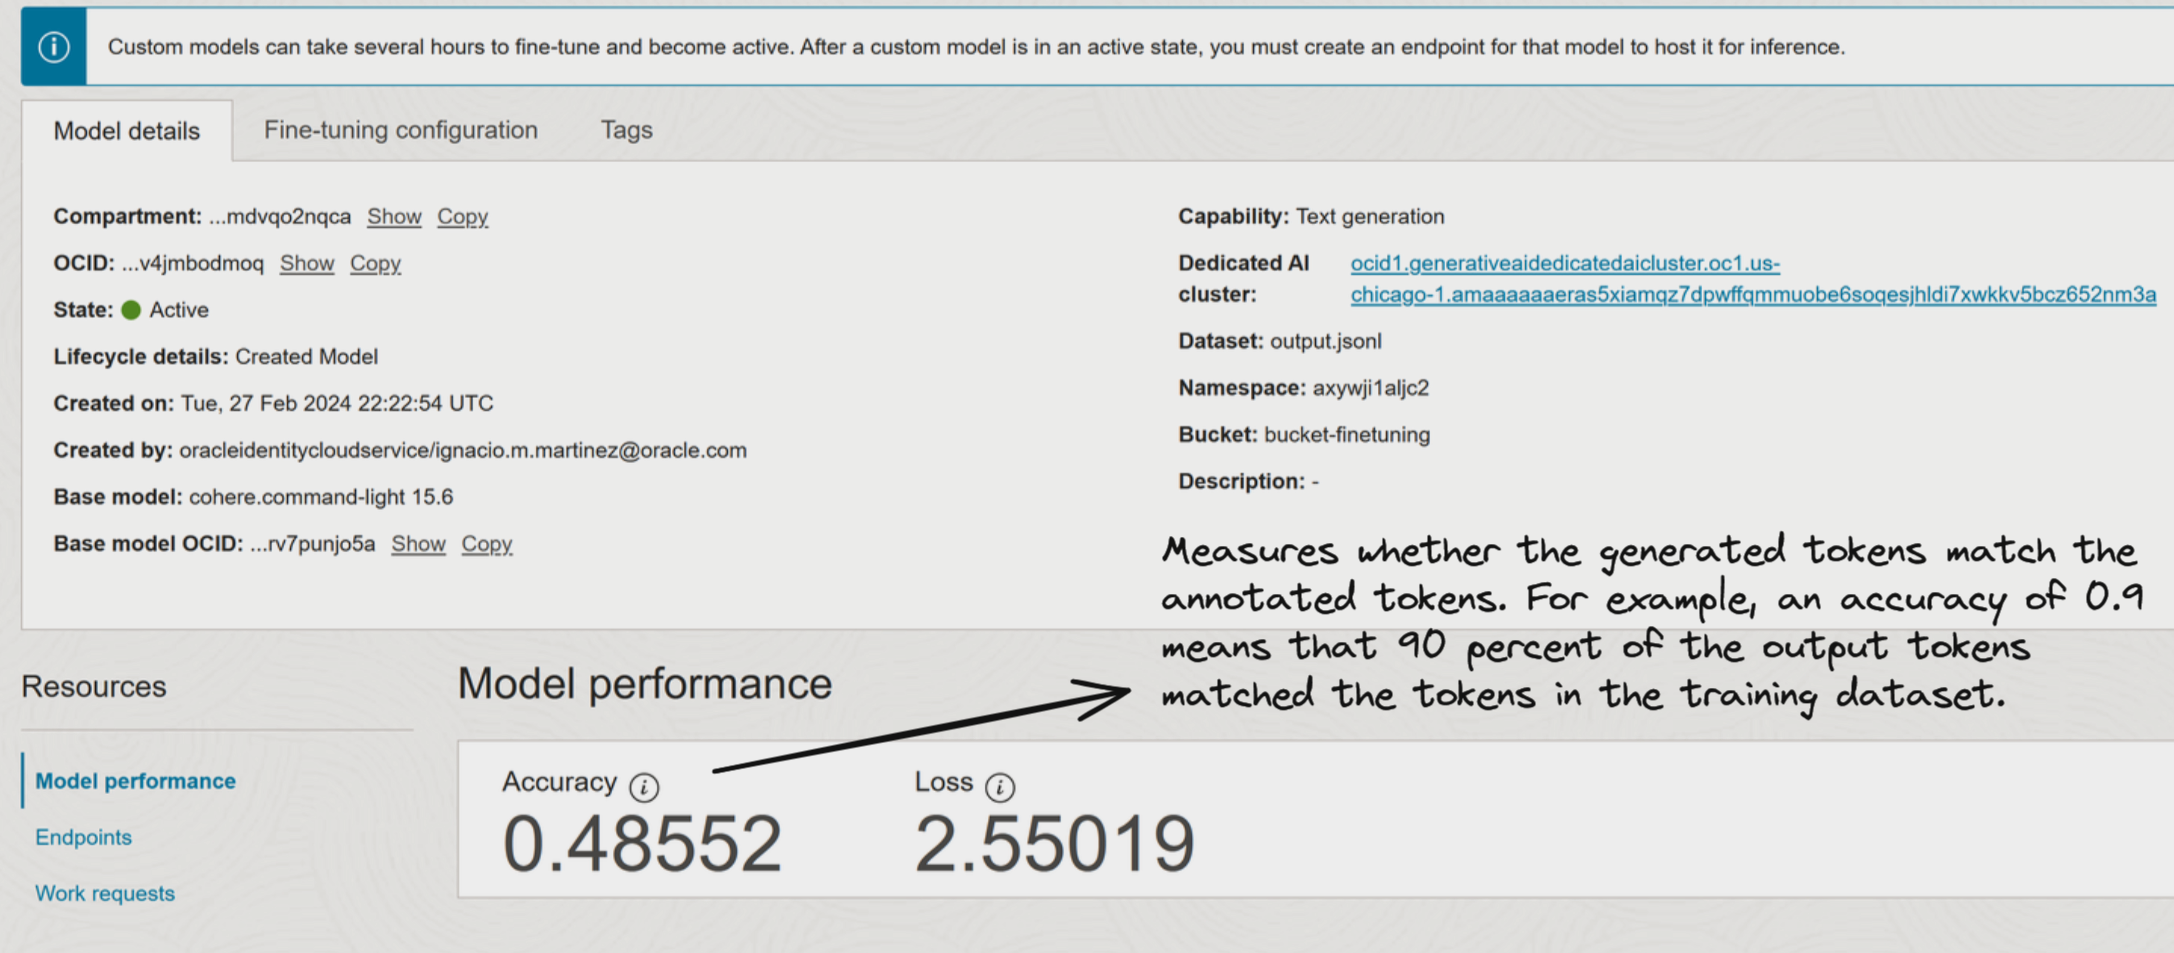 Custom models can take several hours to fine-tune and become active. After a custom model is in an active state, you must create an endpoint for that model to host it for inference.
Model details
Fine-tuning configuration
Tags
Compartment: ...mdvqo2nqca Show Copy
OCID: ...v4jmbodmoq Show Copy
State: Active
Lifecycle details: Created Model
Created on: Tue, 27 Feb 2024 22:22:54 UTC
Created by: oracleidentitycloudservice/ignacio.m.martinez@oracle.com
Base model: cohere.command-light 15.6
Base model OCID: ...rv7punjo5a Show Copy
Capability: Text generation
Dedicated AI ocid1.generativeaidedicatedaicluster.oc1.us-
cluster: chicago-1.amaaaaaaeras5xiamqz7dpwffqmmuobe6soqesjhldi7xwkkv5bcz652nm3a
Dataset: output.jsonl
Namespace: axywji1aljc2
Bucket: bucket-finetuning
Description: -
Measures whether the generated tokens match the
annotated tokens. For example, an accuracy of 0.9
means that 90 percent of the output tokens
matched the tokens in the training dataset.
Resources
Model performance
Endpoints
Work requests
Model performance
Accuracy
0.48552
Loss
2.55019